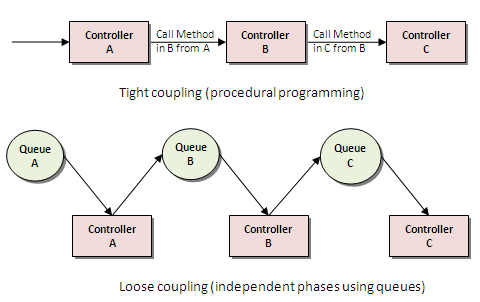 Controller
A
Call Method
in B from A
Controller
B
Call Method
in C from B
Controller
C
Tight coupling (procedural programming)
Queue
A
Queue
B
Queue
C
Controller
A
Controller
B
Controller
C
Loose coupling (independent phases using queues)